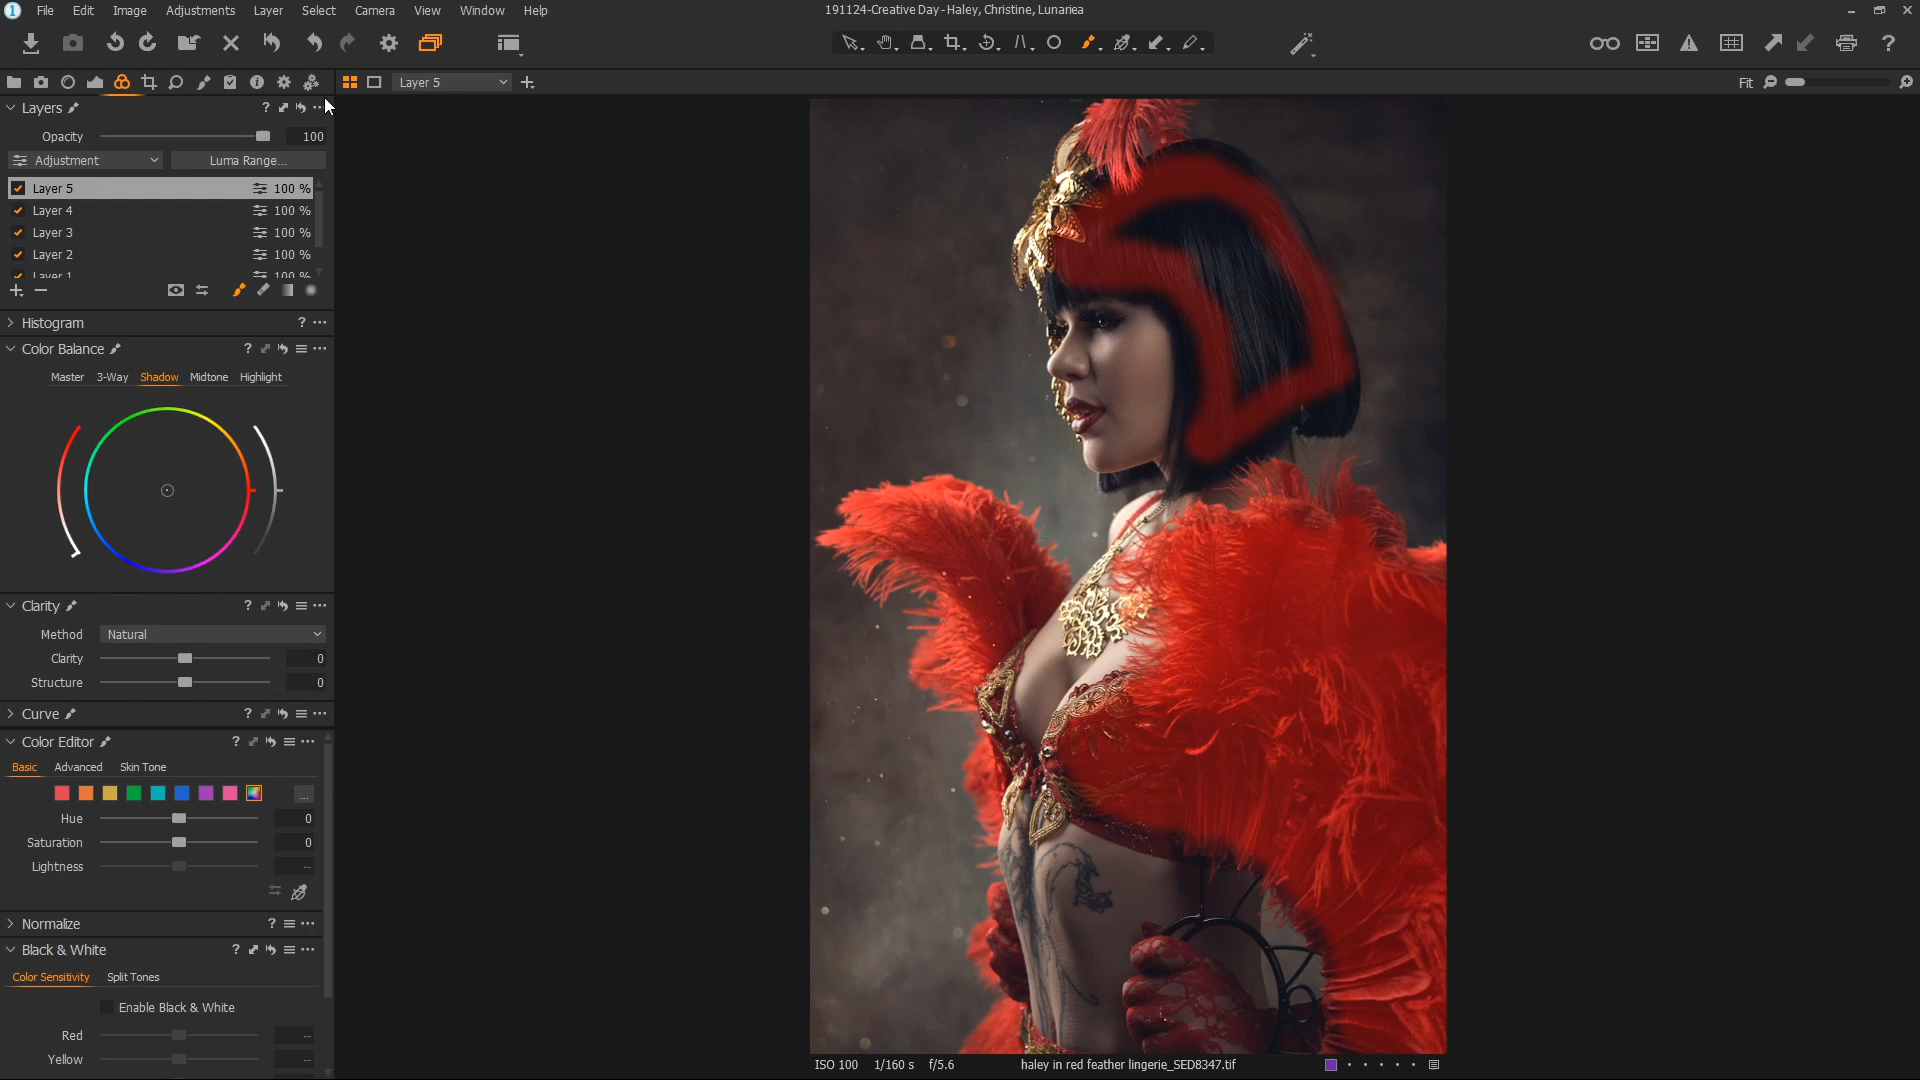 File Edit Image Adjustments Layer Select Camera View Window Help
191124-Creative Day - Haley, Christine, Lunariea
Layer 5
Fit
Layers
Opacity 100
Adjustment Luma Range...
Layer 5 100 %
Layer 4 100 %
Layer 3 100 %
Layer 2 100 %
Layer 1 100 %
Histogram
Color Balance
Master 3-Way Shadow Midtone Highlight
Clarity
Method Natural
Clarity 0
Structure 0
Curve
Color Editor
Basic Advanced Skin Tone
...
Hue 0
Saturation 0
Lightness --
Normalize
Black & White
Color Sensitivity Split Tones
Enable Black & White
Red --
Yellow --
ISO 100 1/160 s f/5.6 haley in red feather lingerie_SED8347.tif